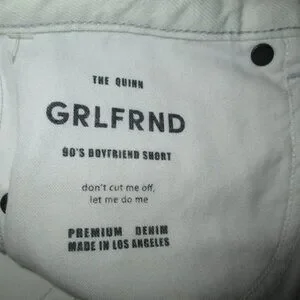 THE QUINN
GRLFRND
90'S BOYFRIEND SHORT
don't cut me off,
let me do me
PREMIUM DENIM
MADE IN LOS ANGELES